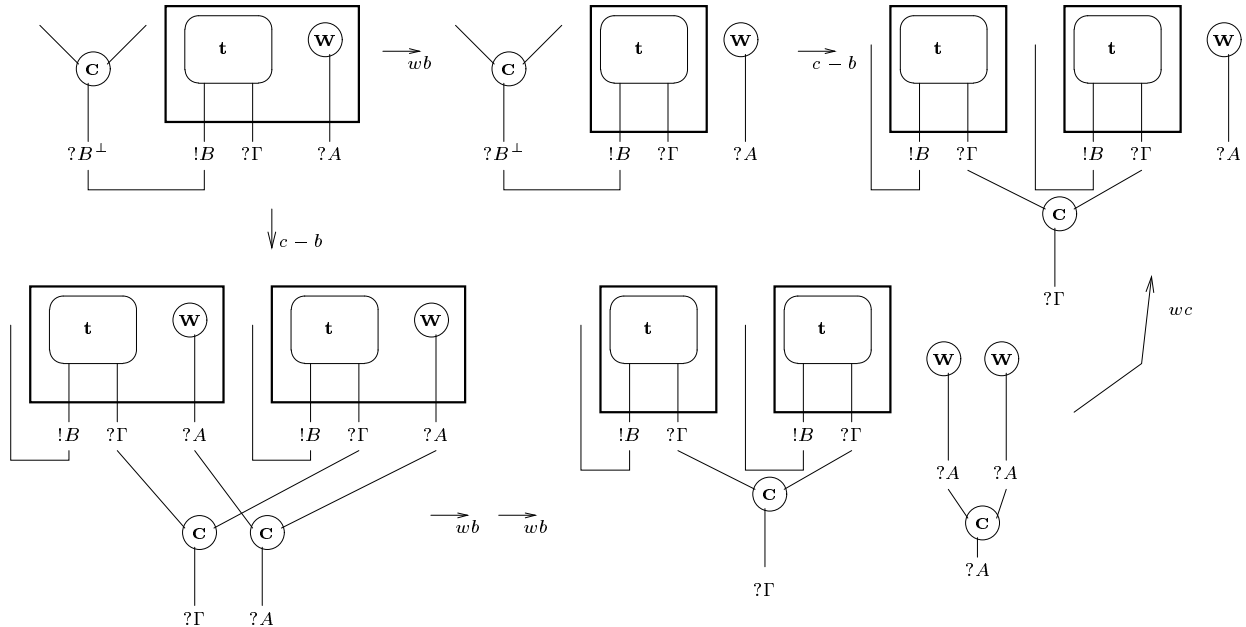 C t W wb C t W c − b t t W
?B⊥ !B ?Γ ?A ?B⊥ !B ?Γ ?A !B ?Γ !B ?Γ ?A
C
c − b
?Γ
wc
t W t W t t
W W
!B ?Γ ?A !B ?Γ ?A !B ?Γ !B ?Γ
?A ?A
C
C C wb wb C
?A
?Γ
?Γ ?A